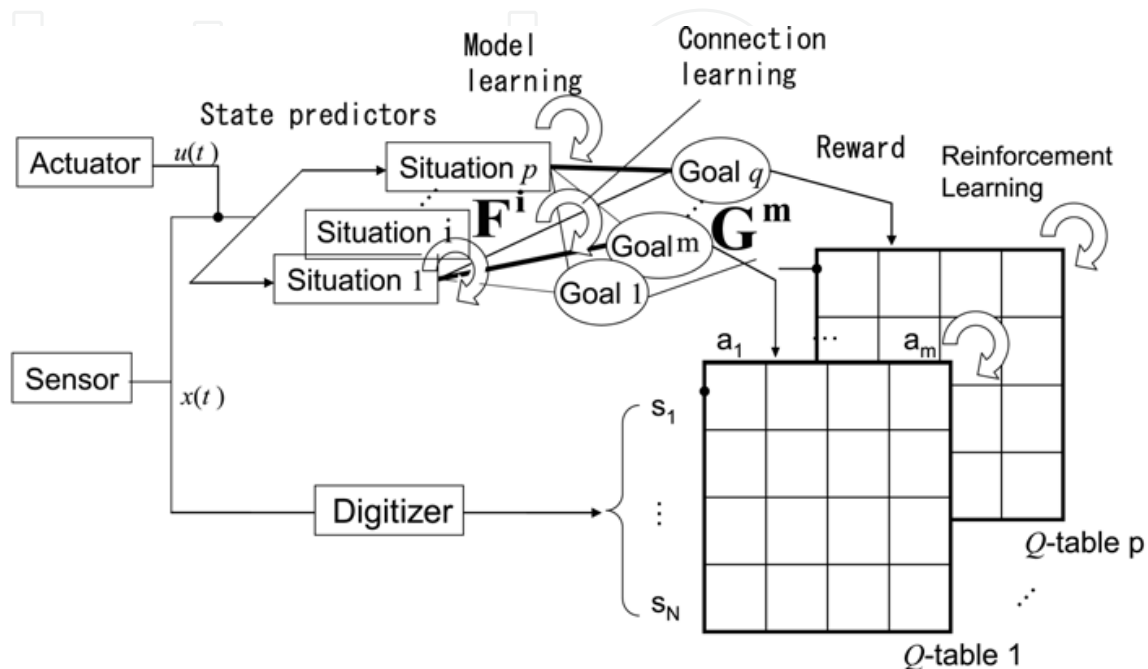 Model
learning
Connection
learning
State predictors
Actuator
u(t)
Situation p
Goal q
Reward
Reinforcement
Learning
⋰
F^i
Situation i
Goal m
G^m
Situation 1
Goal 1
Sensor
x(t)
a_1
...
a_m
s_1
Digitizer
⋮
s_N
Q-table p
⋰
Q-table 1